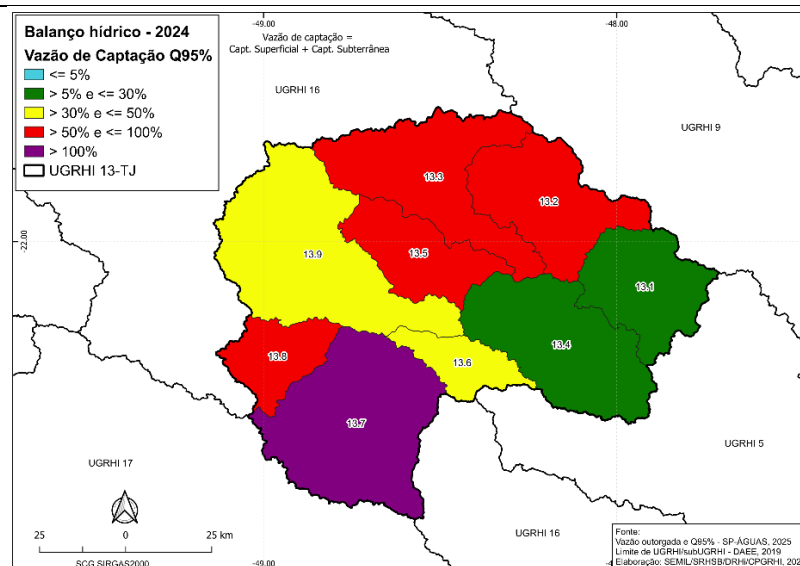 -49.00
-48.00
Balanço hídrico - 2024
Vazão de Captação Q95%
<= 5%
> 5% e <= 30%
> 30% e <= 50%
> 50% e <= 100%
> 100%
UGRHI 13-TJ
Vazão de captação =
Capt. Superficial + Capt. Subterrânea
UGRHI 16
UGRHI 9
13.3
13.2
-22.00
-22.00
13.5
13.9
13.1
13.4
13.8
13.6
13.7
UGRHI 5
UGRHI 17
UGRHI 16
25
0
25 km
SCG SIRGAS2000
-49.00
Fonte:
Vazão outorgada e Q95% - SP-ÁGUAS, 2025
Limite de UGRHI/subUGRHI - DAEE, 2019
Elaboração: SEMIL/SRHSB/DRHI/CPGRHI, 202